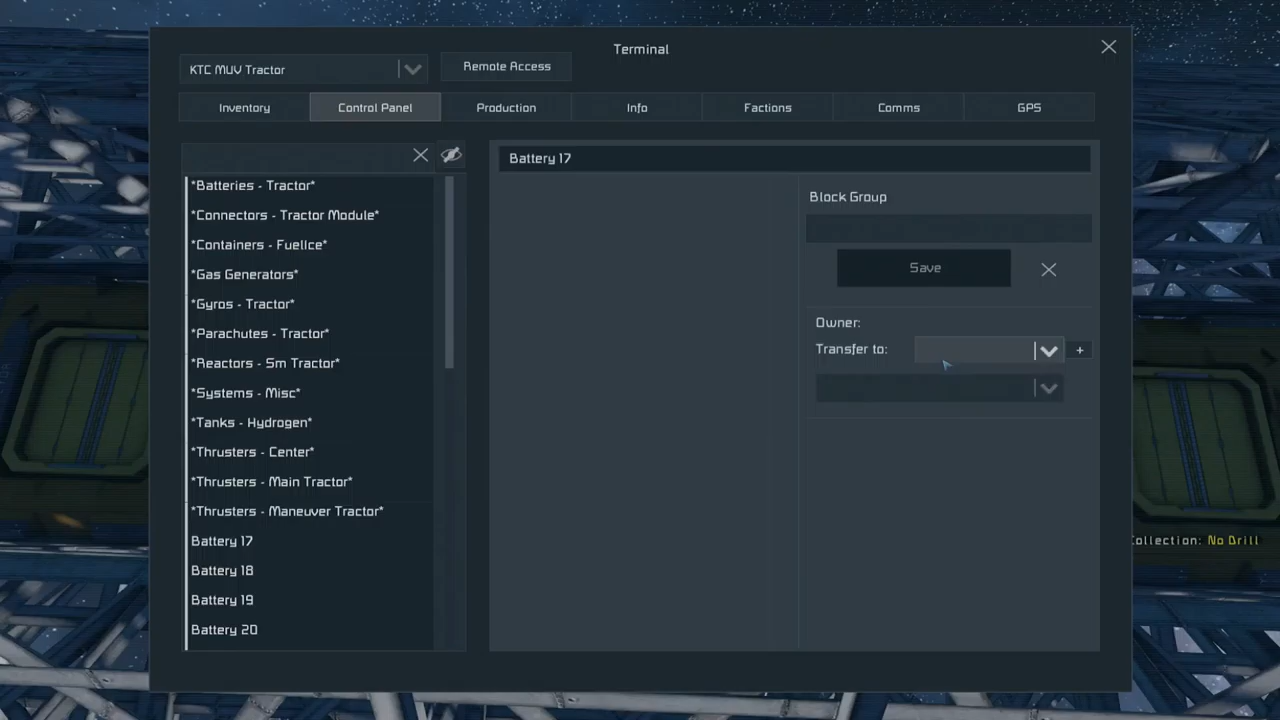 Terminal
KTC MUV Tractor
Remote Access
Inventory
Control Panel
Production
Info
Factions
Comms
GPS
*Batteries - Tractor*
*Connectors - Tractor Module*
*Containers - FuelIce*
*Gas Generators*
*Gyros - Tractor*
*Parachutes - Tractor*
*Reactors - Sm Tractor*
*Systems - Misc*
*Tanks - Hydrogen*
*Thrusters - Center*
*Thrusters - Main Tractor*
*Thrusters - Maneuver Tractor*
Battery 17
Battery 18
Battery 19
Battery 20
Battery 17
Block Group
Save
Owner:
Transfer to:
+
Collection: No Drill